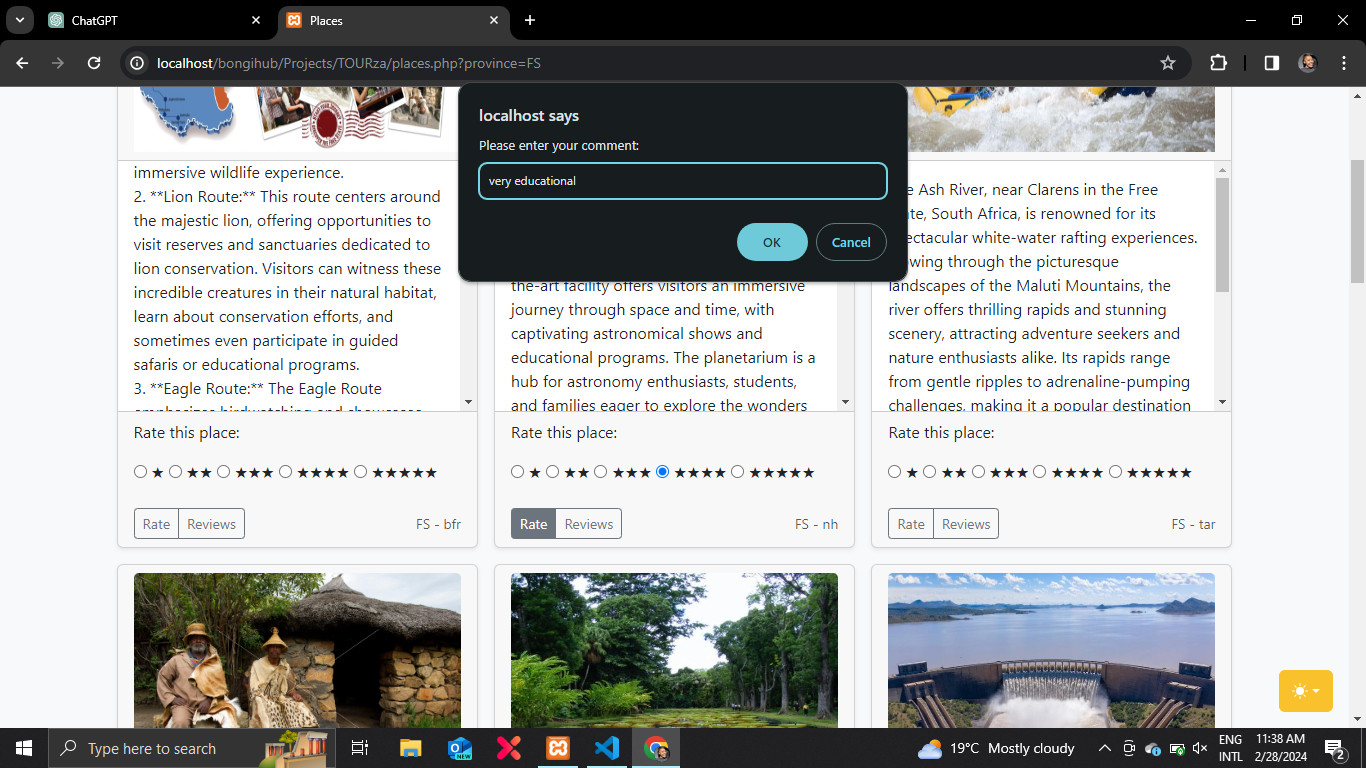 ChatGPT
Places
localhost/bongihub/Projects/TOURza/places.php?province=FS
localhost says
Please enter your comment:
very educational
OK
Cancel
immersive wildlife experience.
2. **Lion Route:** This route centers around
the majestic lion, offering opportunities to
visit reserves and sanctuaries dedicated to
lion conservation. Visitors can witness these
incredible creatures in their natural habitat,
learn about conservation efforts, and
sometimes even participate in guided
safaris or educational programs.
3. **Eagle Route:** The Eagle Route
emphasizes birdwatching and showcases
Rate this place:
★ ★★ ★★★ ★★★★ ★★★★★
Rate
Reviews
FS - bfr
the-art facility offers visitors an immersive
journey through space and time, with
captivating astronomical shows and
educational programs. The planetarium is a
hub for astronomy enthusiasts, students,
and families eager to explore the wonders
Rate this place:
★ ★★ ★★★ ★★★★ ★★★★★
Rate
Reviews
FS - nh
Ash River, near Clarens in the Free
South Africa, is renowned for its
white-water rafting experiences.
through the picturesque
landscapes of the Maluti Mountains, the
river offers thrilling rapids and stunning
scenery, attracting adventure seekers and
nature enthusiasts alike. Its rapids range
from gentle ripples to adrenaline-pumping
challenges, making it a popular destination
Rate this place:
★ ★★ ★★★ ★★★★ ★★★★★
Rate
Reviews
FS - tar
Type here to search
NEW
19°C Mostly cloudy
ENG
INTL
11:38 AM
2/28/2024
2